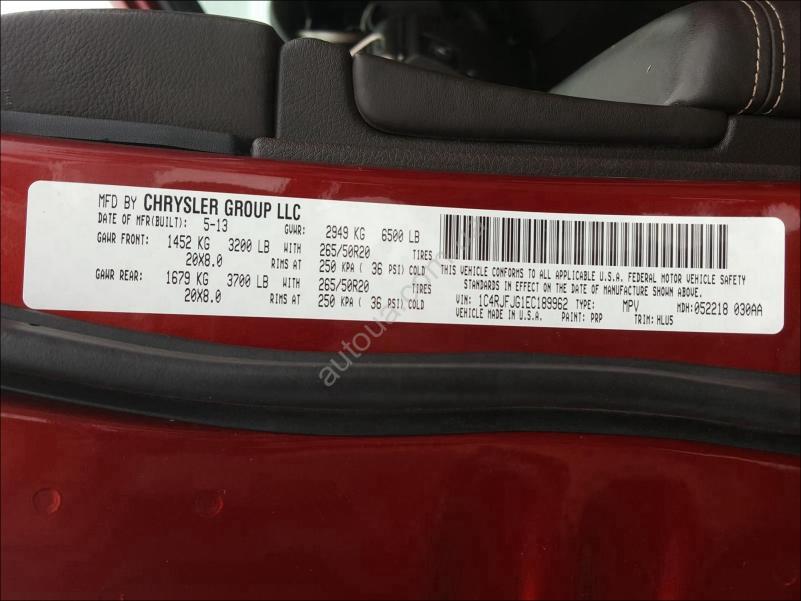 MFD BY CHRYSLER GROUP LLC
DATE OF MFR(BUILT): 5-13 GVWR: 2949 KG 6500 LB
GAWR FRONT: 1452 KG 3200 LB WITH 265/50R20 TIRES
20X8.0 RIMS AT 250 KPA ( 36 PSI) COLD
GAWR REAR: 1679 KG 3700 LB WITH 265/50R20 TIRES
20X8.0 RIMS AT 250 KPA ( 36 PSI) COLD
THIS VEHICLE CONFORMS TO ALL APPLICABLE U.S.A. FEDERAL MOTOR VEHICLE SAFETY
STANDARDS IN EFFECT ON THE DATE OF MANUFACTURE SHOWN ABOVE.
VIN: 1C4RJFJG1EC189962 TYPE: MPV MDH:052218 030AA
VEHICLE MADE IN U.S.A. PAINT: PRP TRIM: HLU5